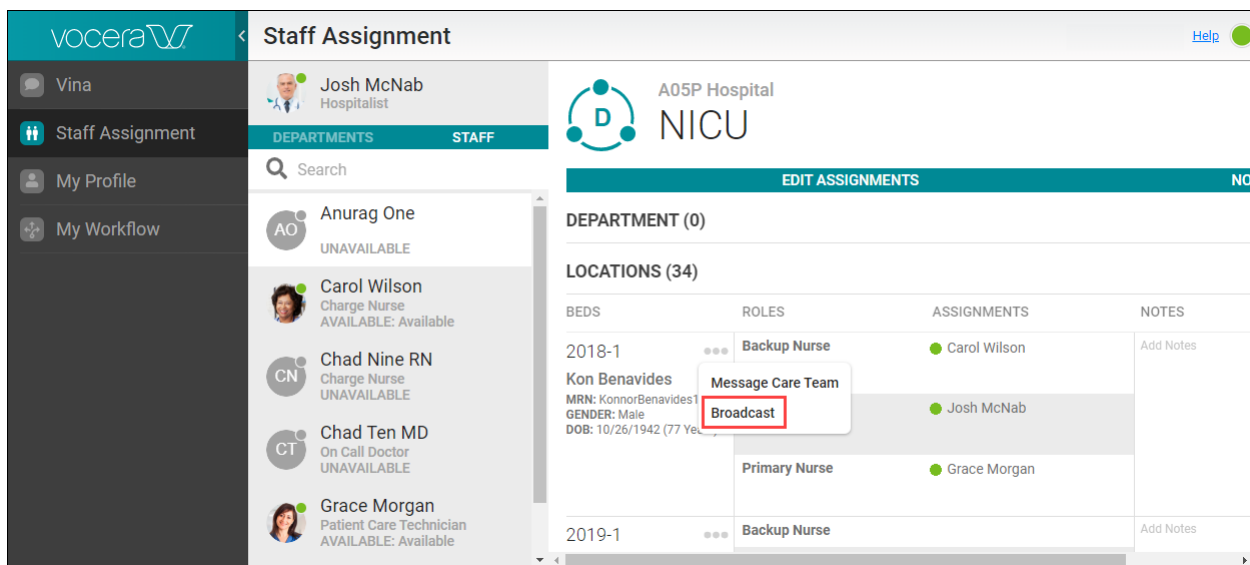 vocera
Vina
Staff Assignment
My Profile
My Workflow
Staff Assignment
Help
Josh McNab
Hospitalist
DEPARTMENTS STAFF
Search
AO
Anurag One
UNAVAILABLE
Carol Wilson
Charge Nurse
AVAILABLE: Available
CN
Chad Nine RN
Charge Nurse
UNAVAILABLE
CT
Chad Ten MD
On Call Doctor
UNAVAILABLE
Grace Morgan
Patient Care Technician
AVAILABLE: Available
D
A05P Hospital
NICU
EDIT ASSIGNMENTS NO
DEPARTMENT (0)
LOCATIONS (34)
BEDS ROLES ASSIGNMENTS NOTES
2018-1 Backup Nurse Carol Wilson Add Notes
Kon Benavides
MRN: KonnorBenavides1
GENDER: Male
DOB: 10/26/1942 (77 Ye
Message Care Team
Broadcast
Josh McNab
Primary Nurse Grace Morgan
2019-1 Backup Nurse Add Notes